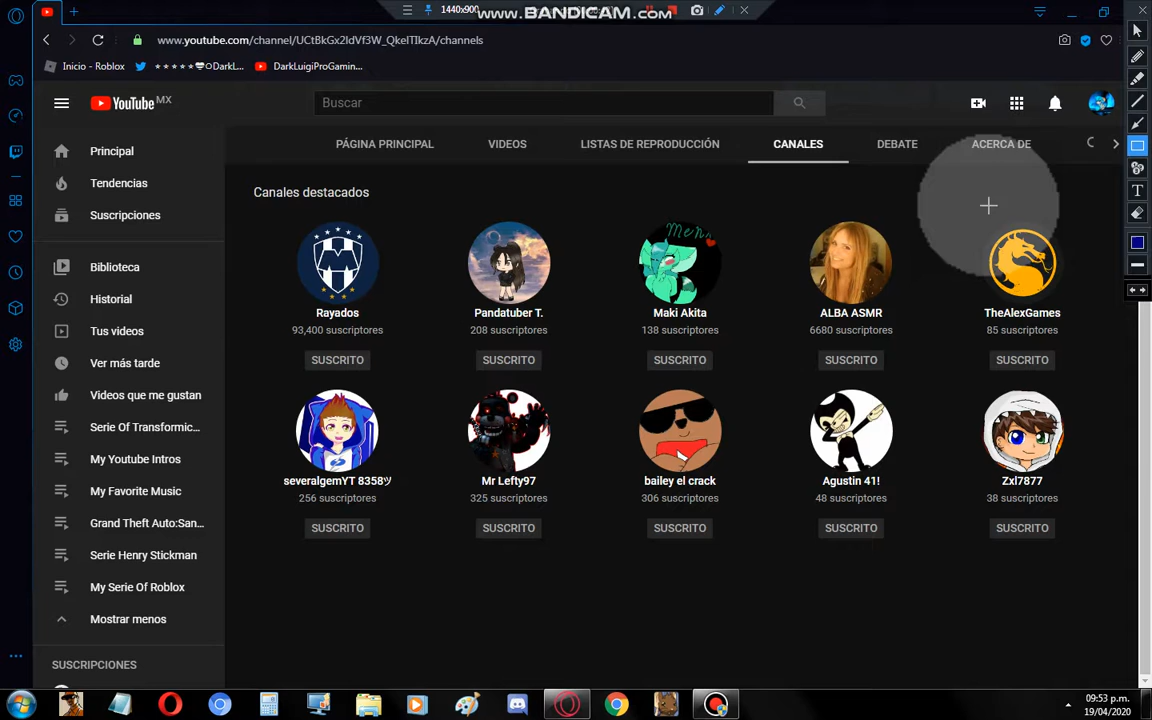 1440x900
www.BANDICAM.com
www.youtube.com/channel/UCtBkGx2IdVf3W_QkelTIkzA/channels
Inicio - Roblox
DarkL...
DarkLuigiProGamin...
YouTube MX
Buscar
PÁGINA PRINCIPAL
VIDEOS
LISTAS DE REPRODUCCIÓN
CANALES
DEBATE
ACERCA DE
Principal
Tendencias
Suscripciones
Biblioteca
Historial
Tus videos
Ver más tarde
Videos que me gustan
Serie Of Transformic...
My Youtube Intros
My Favorite Music
Grand Theft Auto:San...
Serie Henry Stickman
My Serie Of Roblox
Mostrar menos
SUSCRIPCIONES
Canales destacados
Rayados
93,400 suscriptores
SUSCRITO
Pandatuber T.
208 suscriptores
SUSCRITO
Maki Akita
138 suscriptores
SUSCRITO
ALBA ASMR
6680 suscriptores
SUSCRITO
TheAlexGames
85 suscriptores
SUSCRITO
severalgemYT 8358ツ
256 suscriptores
SUSCRITO
Mr Lefty97
325 suscriptores
SUSCRITO
bailey el crack
306 suscriptores
SUSCRITO
Agustin 41!
48 suscriptores
SUSCRITO
Zxl7877
38 suscriptores
SUSCRITO
09:53 p.m.
19/04/2020